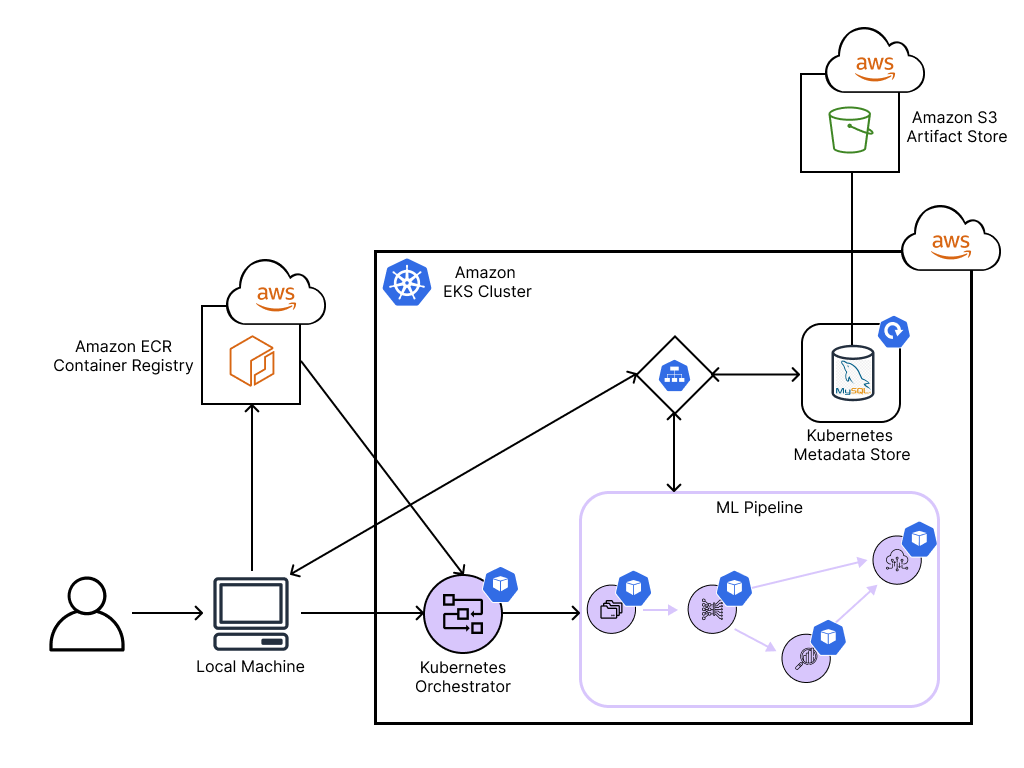 aws
Amazon S3
Artifact Store
aws
Amazon
EKS Cluster
aws
Amazon ECR
Container Registry
MySQL
Kubernetes
Metadata Store
ML Pipeline
Local Machine
Kubernetes
Orchestrator